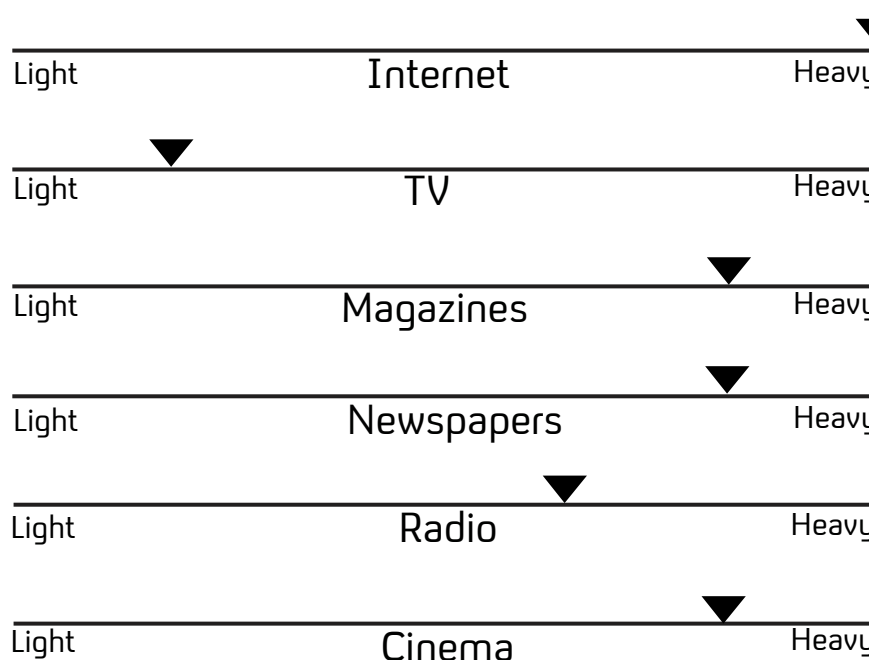 Light Internet Heavy
Light TV Heavy
Light Magazines Heavy
Light Newspapers Heavy
Light Radio Heavy
Light Cinema Heavy